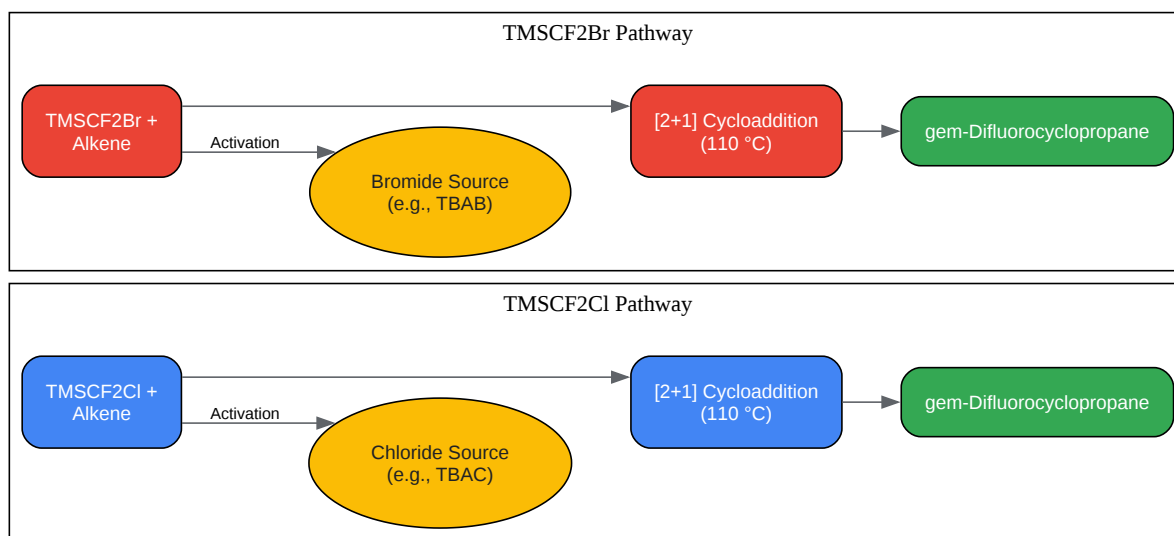 TMSCF2Br Pathway
TMSCF2Br +
Alkene
Activation
Bromide Source
(e.g., TBAB)
[2+1] Cycloaddition
(110 °C)
gem-Difluorocyclopropane
TMSCF2Cl Pathway
TMSCF2Cl +
Alkene
Activation
Chloride Source
(e.g., TBAC)
[2+1] Cycloaddition
(110 °C)
gem-Difluorocyclopropane